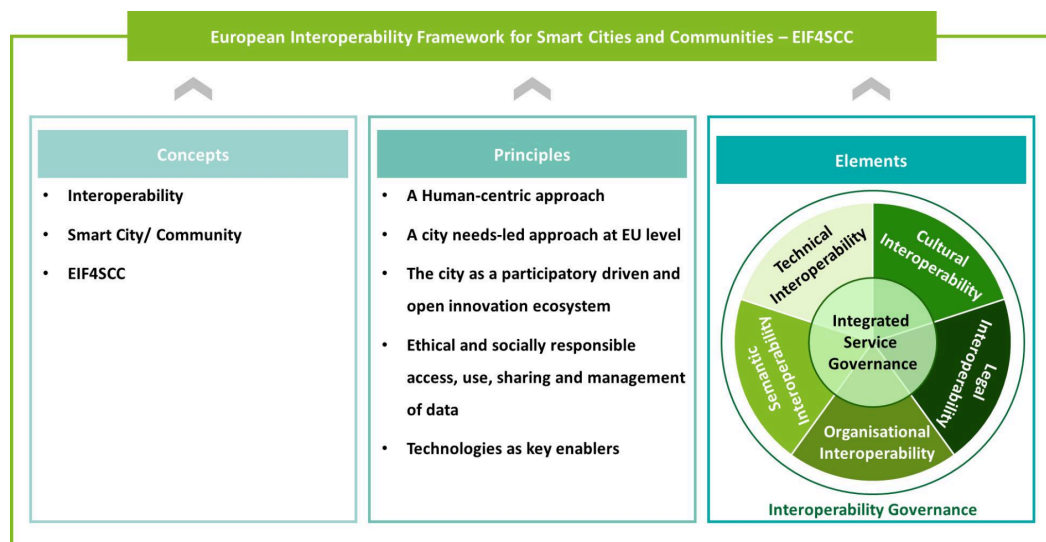 European Interoperability Framework for Smart Cities and Communities – EIF4SCC
Concepts
• Interoperability
• Smart City/ Community
• EIF4SCC
Principles
• A Human-centric approach
• A city needs-led approach at EU level
• The city as a participatory driven and
open innovation ecosystem
• Ethical and socially responsible
access, use, sharing and management
of data
• Technologies as key enablers
Elements
Technical
Interoperability
Cultural
Interoperability
Legal
Interoperability
Organisational
Interoperability
Semantic
Interoperability
Integrated
Service
Governance
Interoperability Governance